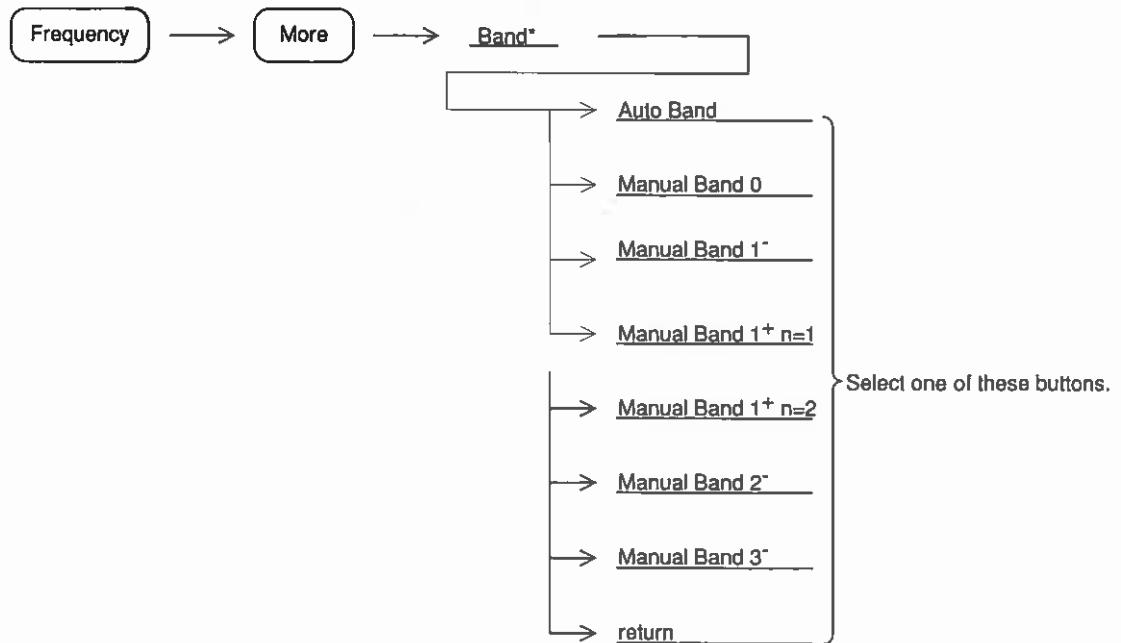 Frequency
More
Band*
Auto Band
Manual Band 0
Manual Band 1⁻
Manual Band 1⁺ n=1
Manual Band 1⁺ n=2
Manual Band 2⁻
Manual Band 3⁻
return
Select one of these buttons.